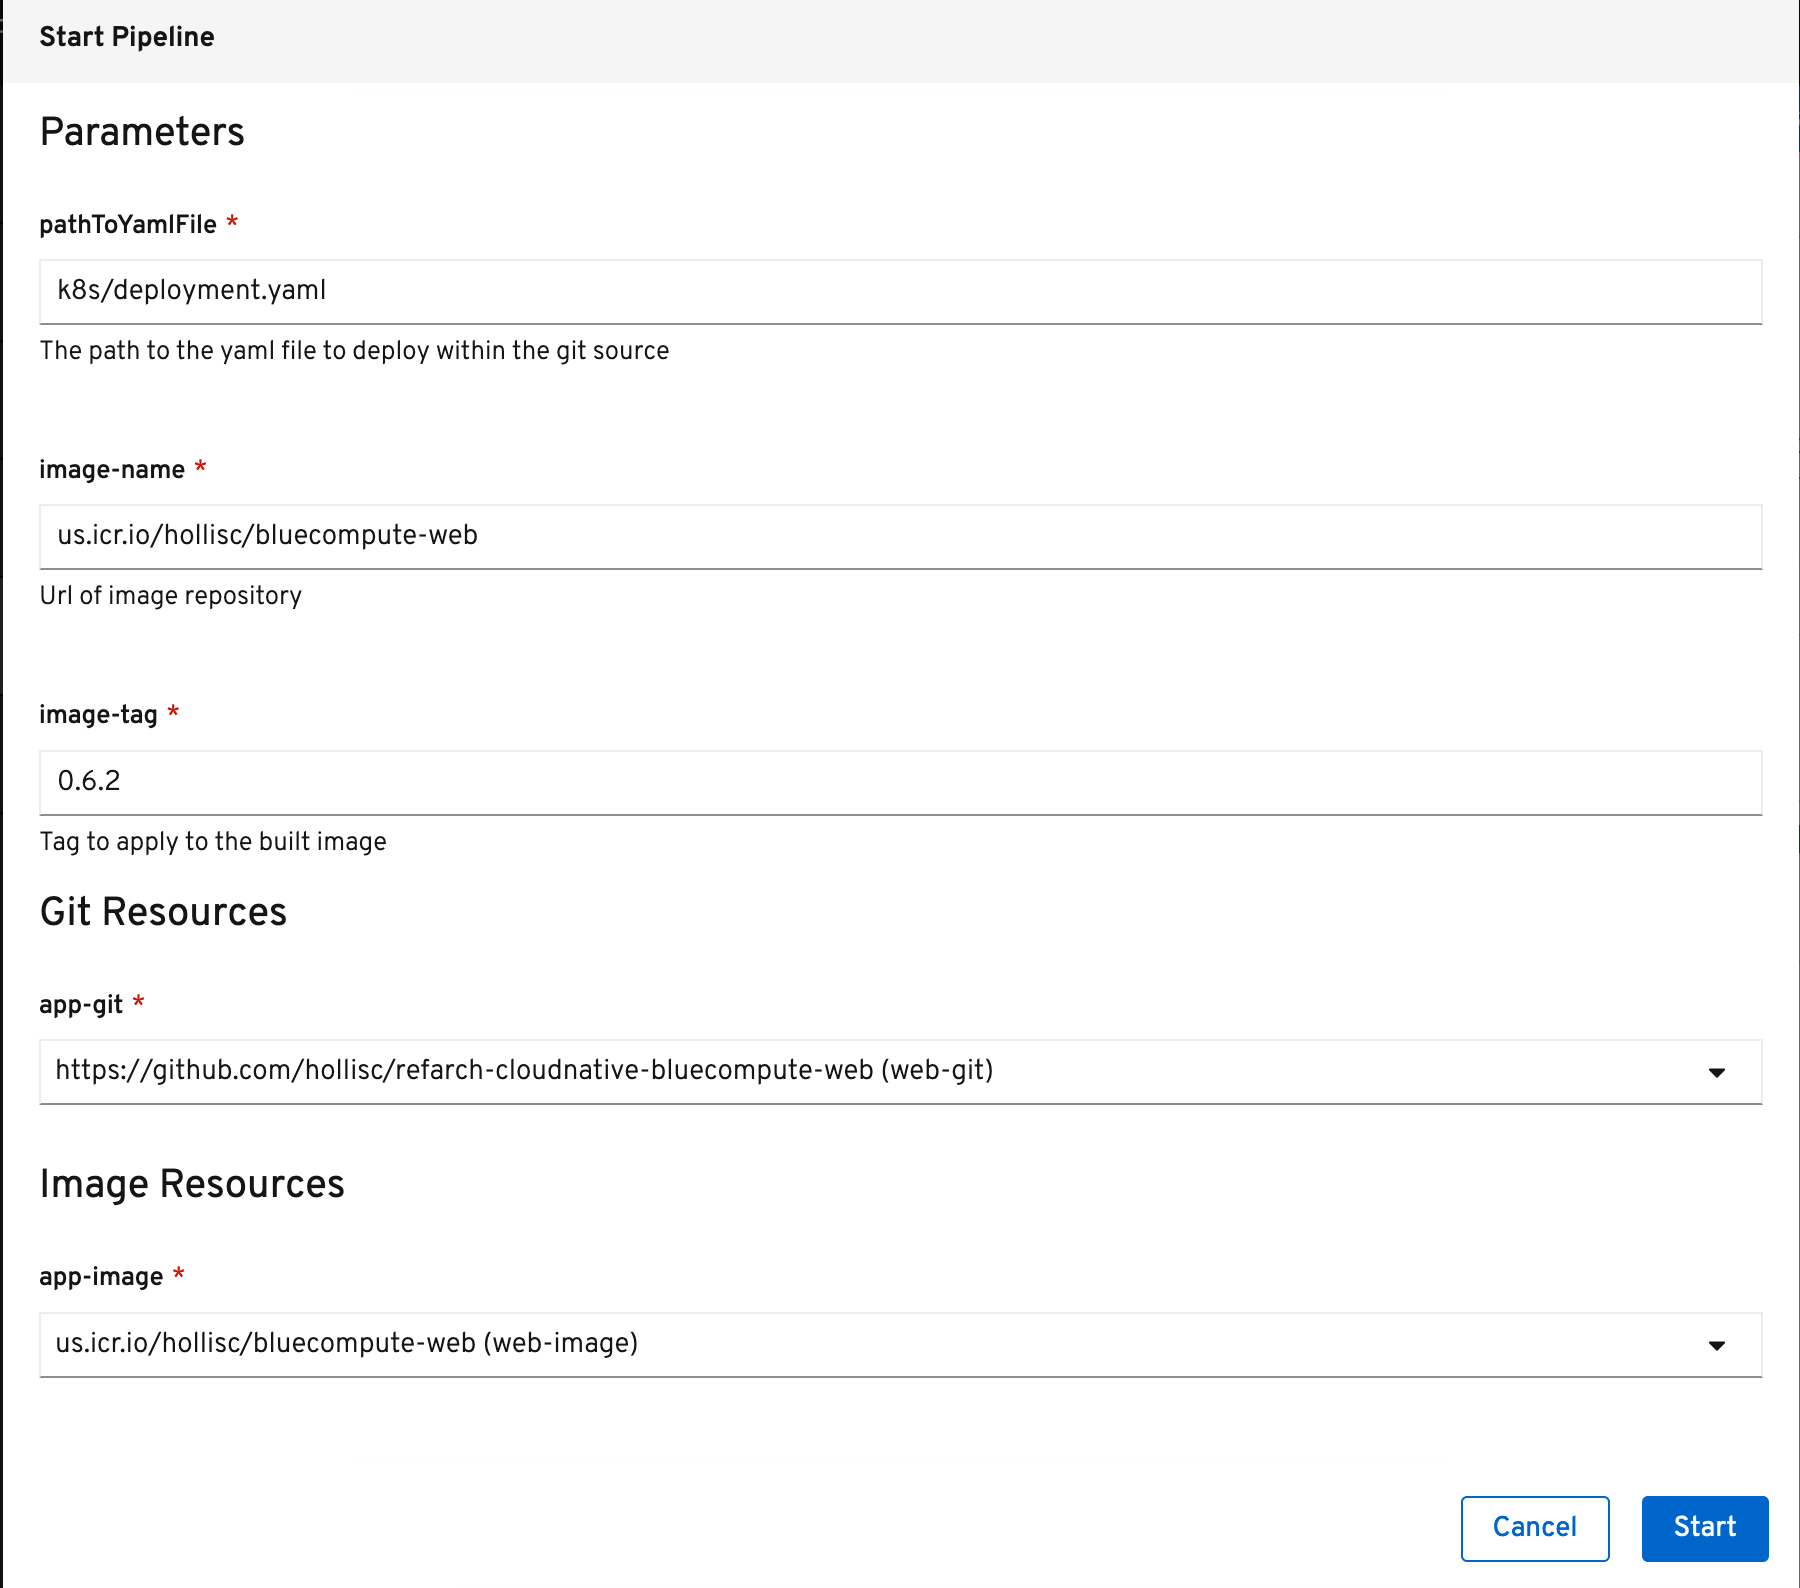 Start Pipeline
Parameters
pathToYamlFile *
k8s/deployment.yaml
The path to the yaml file to deploy within the git source
image-name *
us.icr.io/hollisc/bluecompute-web
Url of image repository
image-tag *
0.6.2
Tag to apply to the built image
Git Resources
app-git *
https://github.com/hollisc/refarch-cloudnative-bluecompute-web (web-git)
Image Resources
app-image *
us.icr.io/hollisc/bluecompute-web (web-image)
Cancel Start